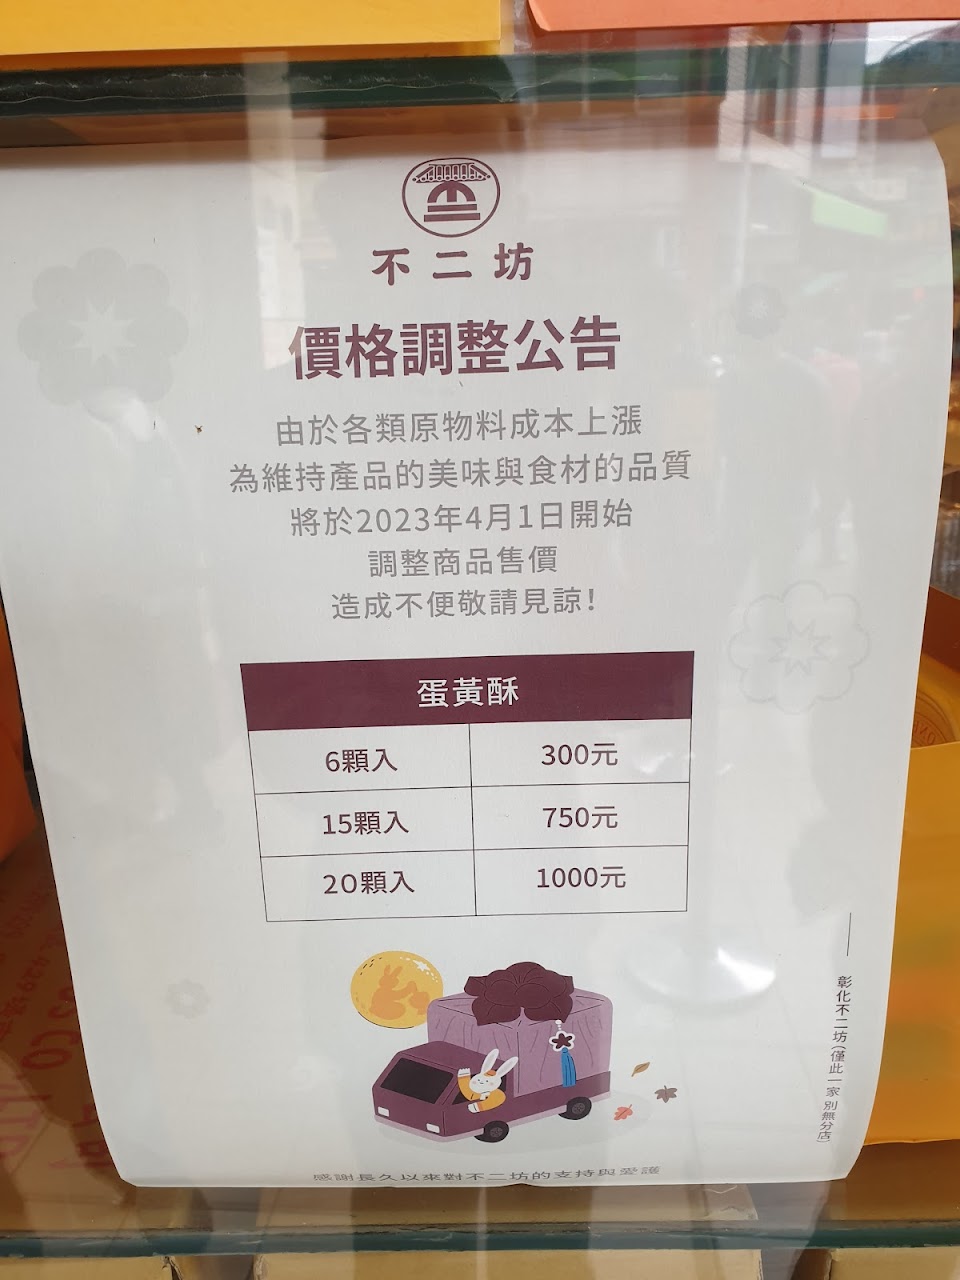 不二坊
價格調整公告
由於各類原物料成本上漲
為維持產品的美味與食材的品質
將於2023年4月1日開始
調整商品售價
造成不便敬請見諒!
蛋黃酥
6顆入 300元
15顆入 750元
20顆入 1000元
彰化不二坊(僅此一家 別無分店)
感謝長久以來對不二坊的支持與愛護